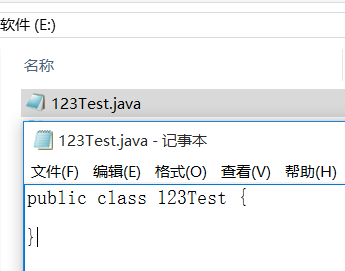 软件 (E:)
名称
123Test.java
123Test.java - 记事本
文件(F) 编辑(E) 格式(O) 查看(V) 帮助(H)
public class 123Test {
}